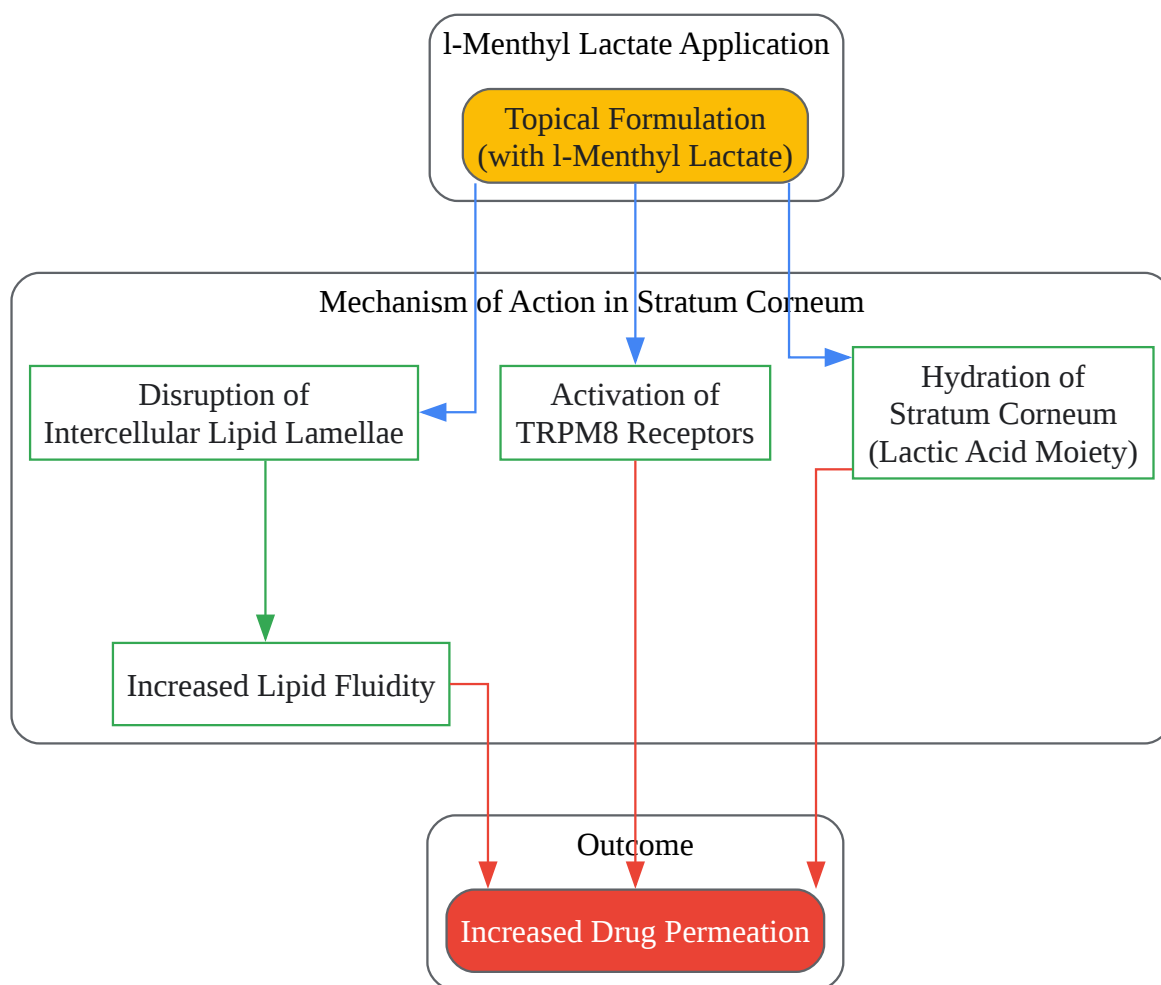 l-Menthyl Lactate Application
Topical Formulation
(with l-Menthyl Lactate)
Mechanism of Action in Stratum Corneum
Disruption of
Intercellular Lipid Lamellae
Activation of
TRPM8 Receptors
Hydration of
Stratum Corneum
(Lactic Acid Moiety)
Increased Lipid Fluidity
Outcome
Increased Drug Permeation